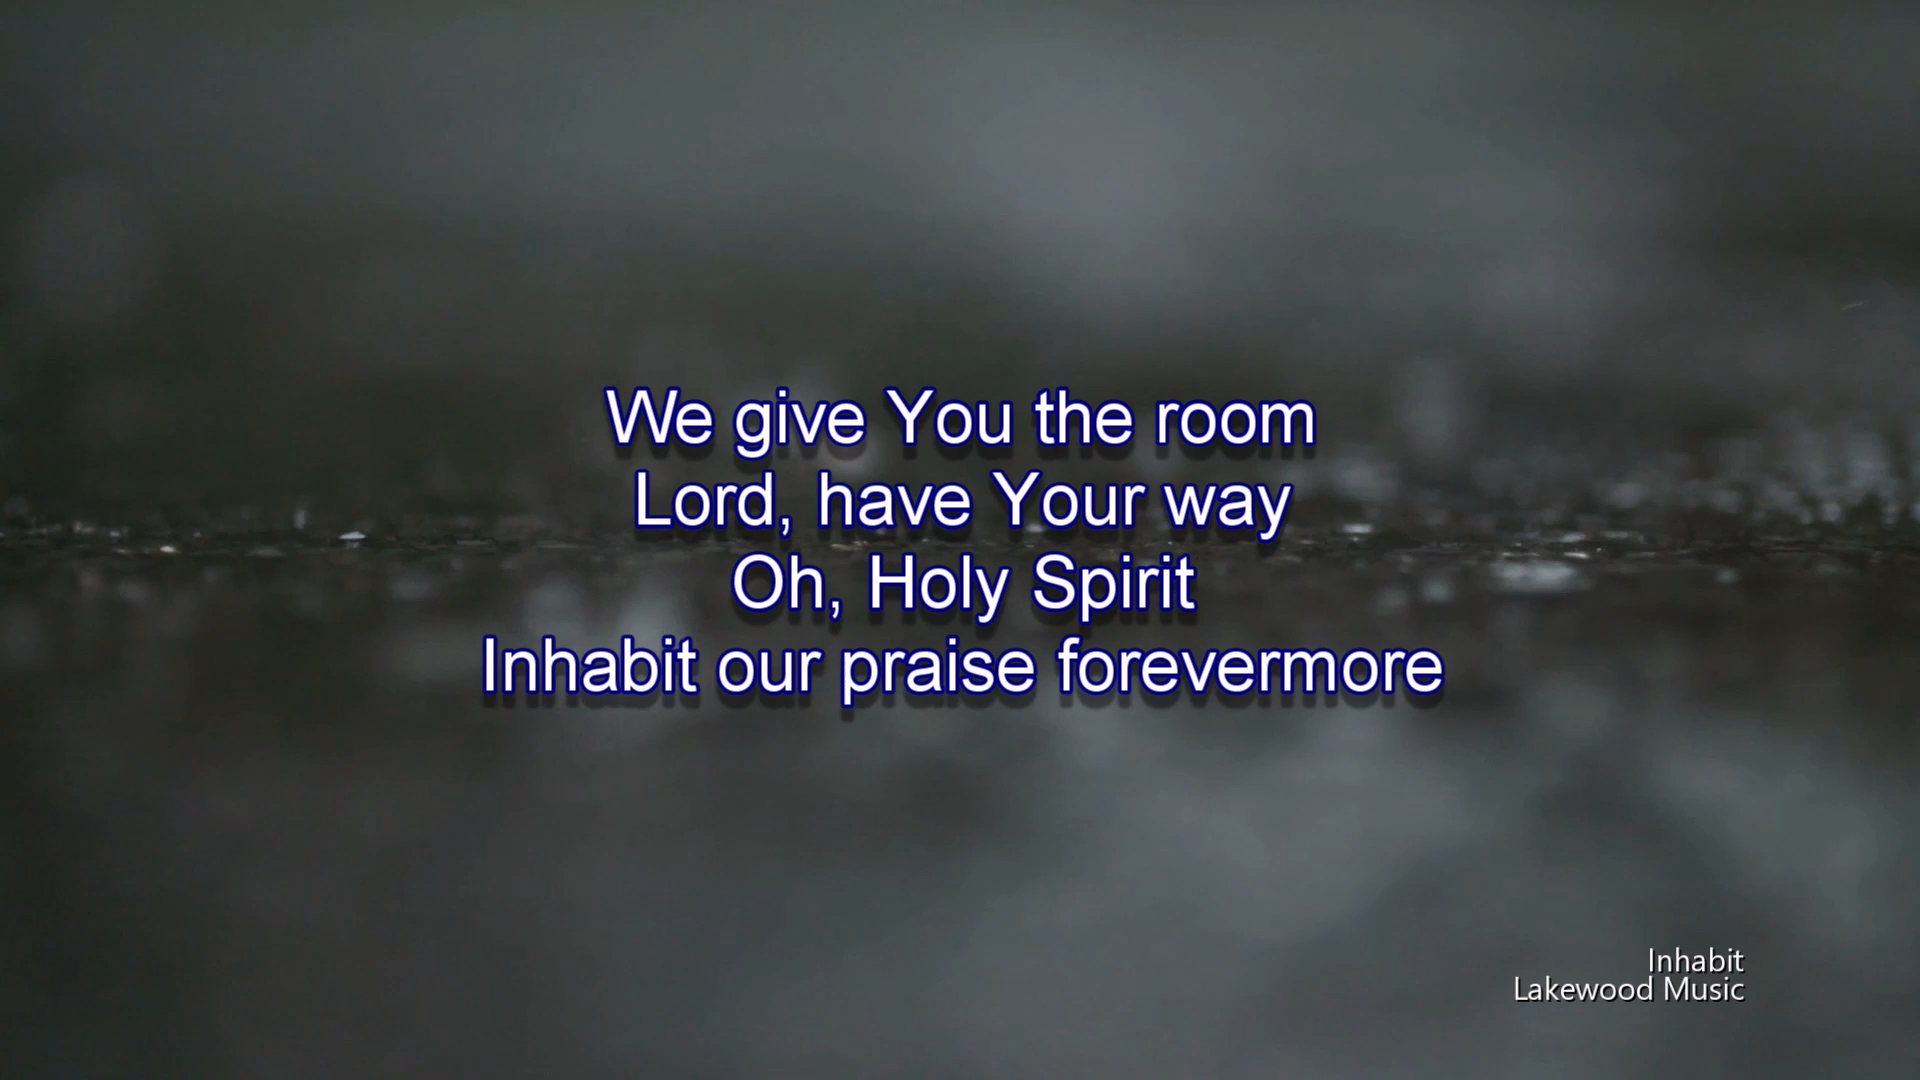 We give You the room
Lord, have Your way
Oh, Holy Spirit
Inhabit our praise forevermore
Inhabit
Lakewood Music